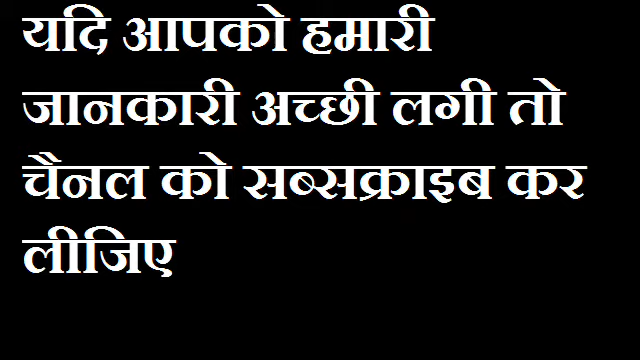 यदि आपको हमारी
जानकारी अच्छी लगी तो
चैनल को सब्सक्राइब कर
लीजिए